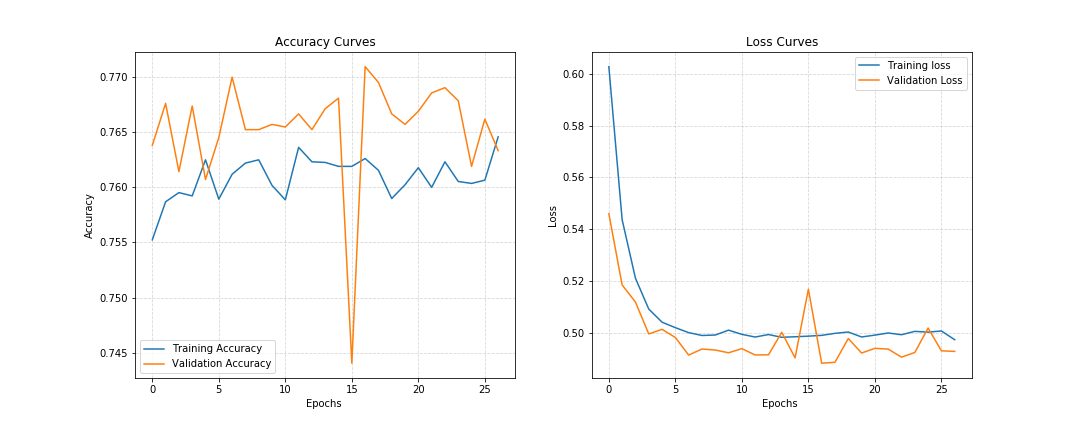 Accuracy Curves
Accuracy
0.770
0.765
0.760
0.755
0.750
0.745
Training Accuracy
Validation Accuracy
0 5 10 15 20 25
Epochs
Loss Curves
Loss
0.60
0.58
0.56
0.54
0.52
0.50
Training loss
Validation Loss
0 5 10 15 20 25
Epochs